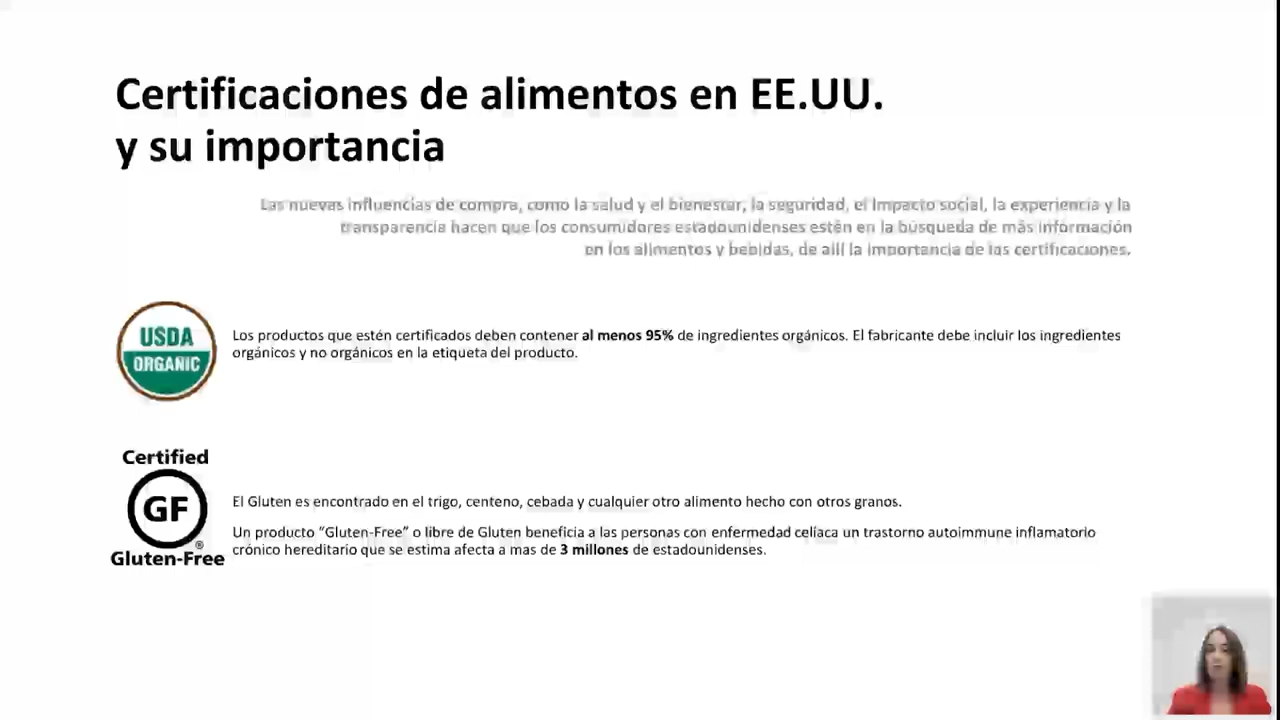 Certificaciones de alimentos en EE.UU.
y su importancia
Las nuevas influencias de compra, como la salud y el bienestar, la seguridad, el impacto social, la experiencia y la
transparencia hacen que los consumidores estadounidenses estén en la búsqueda de más información
en los alimentos y bebidas, de allí la importancia de las certificaciones.
USDA
ORGANIC
Los productos que estén certificados deben contener al menos 95% de ingredientes orgánicos. El fabricante debe incluir los ingredientes
orgánicos y no orgánicos en la etiqueta del producto.
Certified
GF
®
Gluten-Free
El Gluten es encontrado en el trigo, centeno, cebada y cualquier otro alimento hecho con otros granos.
Un producto “Gluten-Free” o libre de Gluten beneficia a las personas con enfermedad celíaca un trastorno autoimmune inflamatorio
crónico hereditario que se estima afecta a mas de 3 millones de estadounidenses.